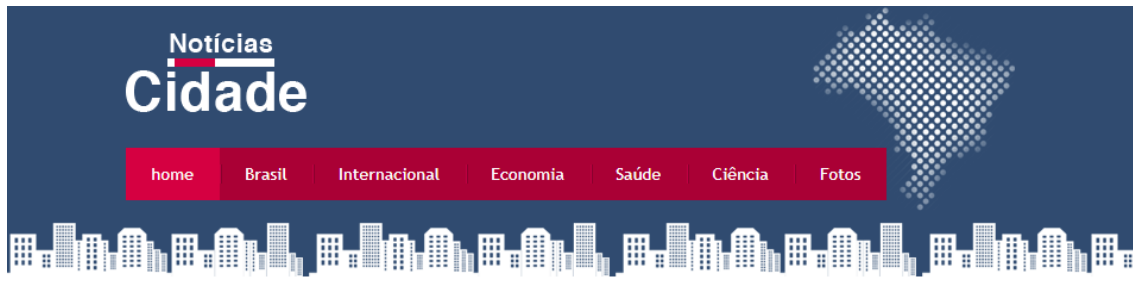 Notícias
Cidade
home Brasil Internacional Economia Saúde Ciência Fotos